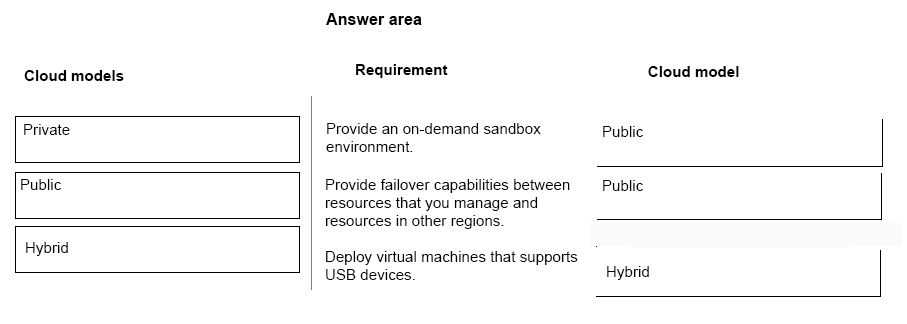 Answer area
Cloud models
Requirement
Cloud model
Private
Provide an on-demand sandbox
environment.
Public
Public
Provide failover capabilities between
resources that you manage and
resources in other regions.
Public
Hybrid
Deploy virtual machines that supports
USB devices.
Hybrid